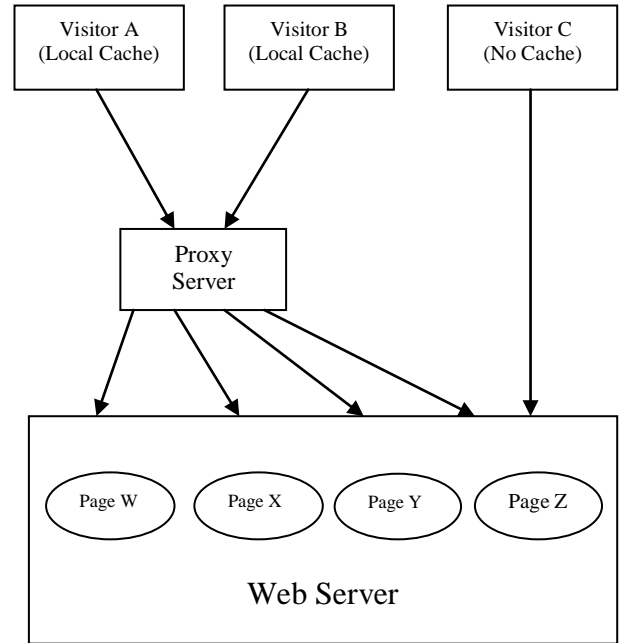 Visitor A
(Local Cache)
Visitor B
(Local Cache)
Visitor C
(No Cache)
Proxy
Server
Page W
Page X
Page Y
Page Z
Web Server